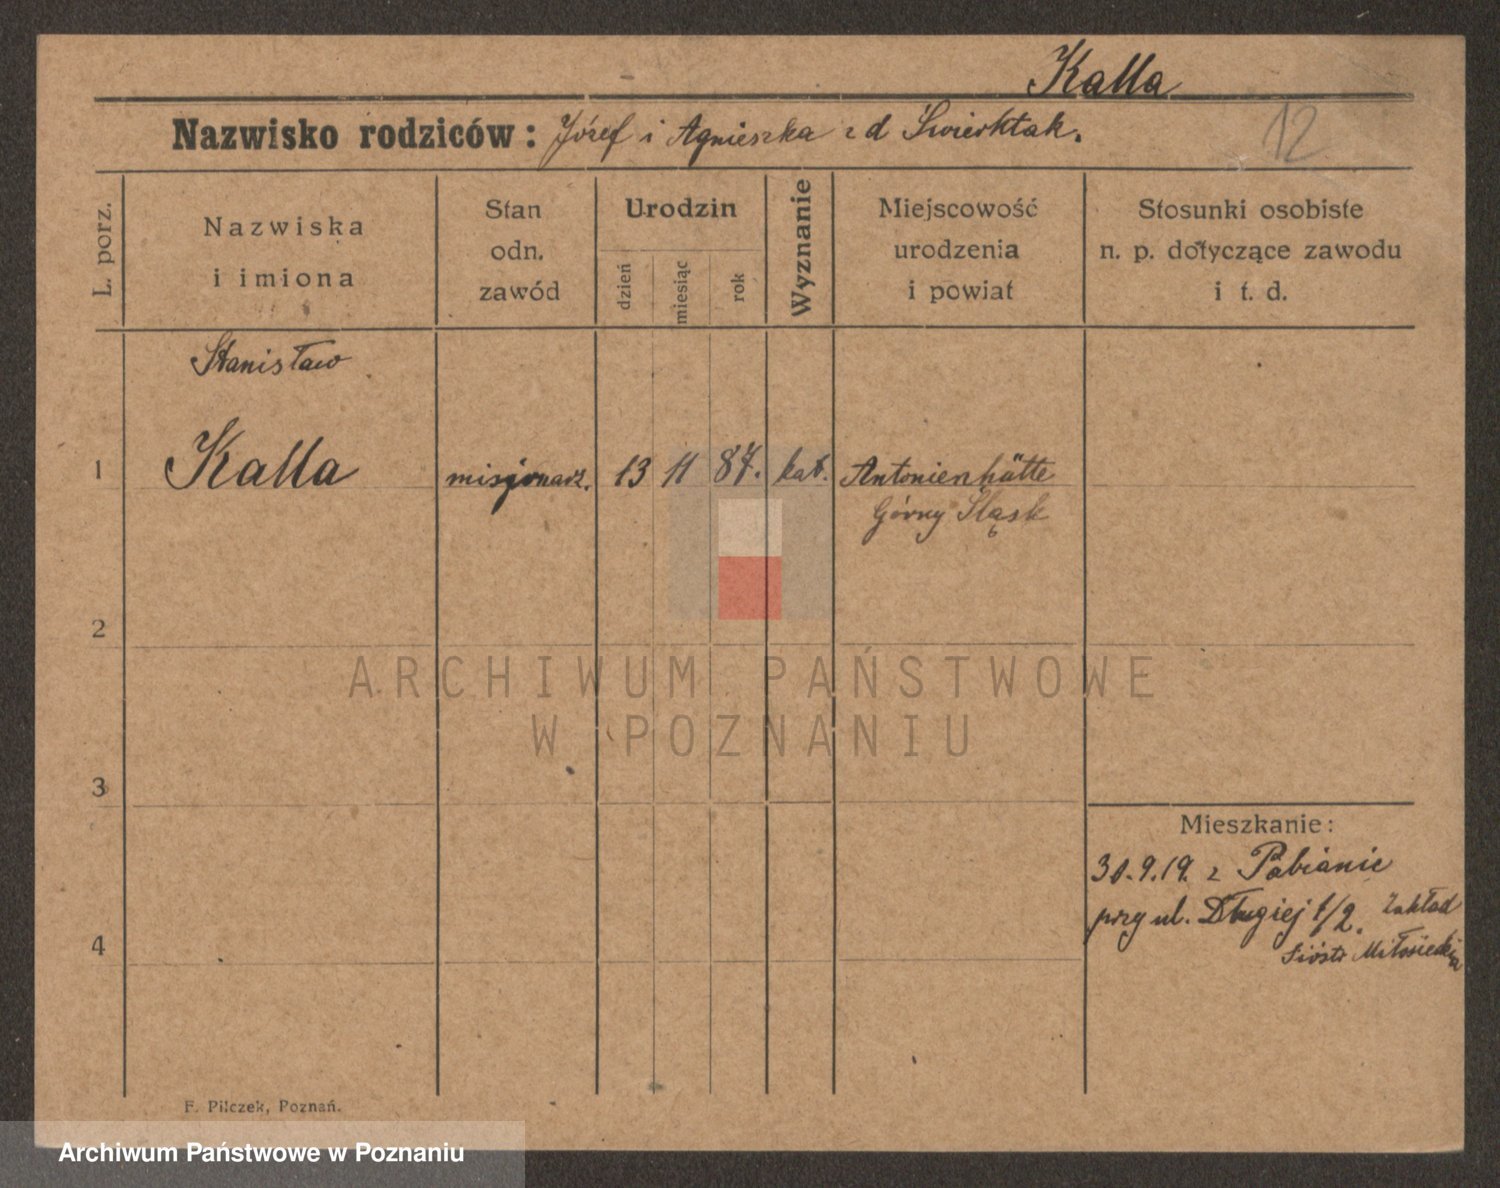 Kalla
Nazwisko rodziców: Józef i Agnieszka z d Świerktak.
12
L. porz.
Nazwiska
i imiona
Stan
odn.
zawód
Urodzin
dzień
miesiąc
rok
Wyznanie
Miejscowość
urodzenia
i powiat
Stosunki osobiste
n. p. dotyczące zawodu
i t. d.
Stanisław
1 Kalla misjonarz. 13 11 87. kat. Antonienhütte
Górny Śląsk
2
ARCHIWUM PAŃSTWOWE
W POZNANIU
3
Mieszkanie:
30.9.19. z Pabianic
przy ul. Długiej 1/2. Zakład
Sióstr Miłosierdzia
4
F. Pilczek, Poznań.
Archiwum Państwowe w Poznaniu